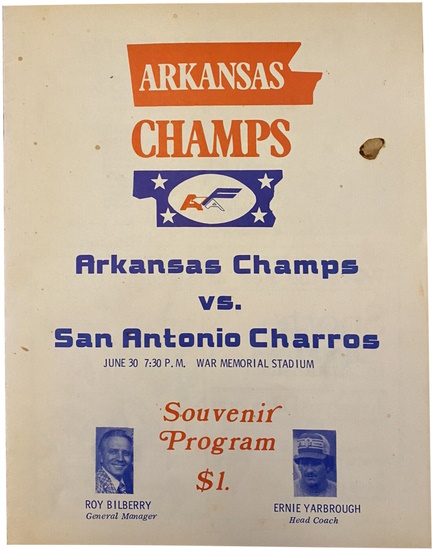 ARKANSAS
CHAMPS
Arkansas Champs
vs.
San Antonio Charros
JUNE 30 7:30 P.M. WAR MEMORIAL STADIUM
Souvenir
Program
$1.
ROY BILBERRY
General Manager
ERNIE YARBROUGH
Head Coach